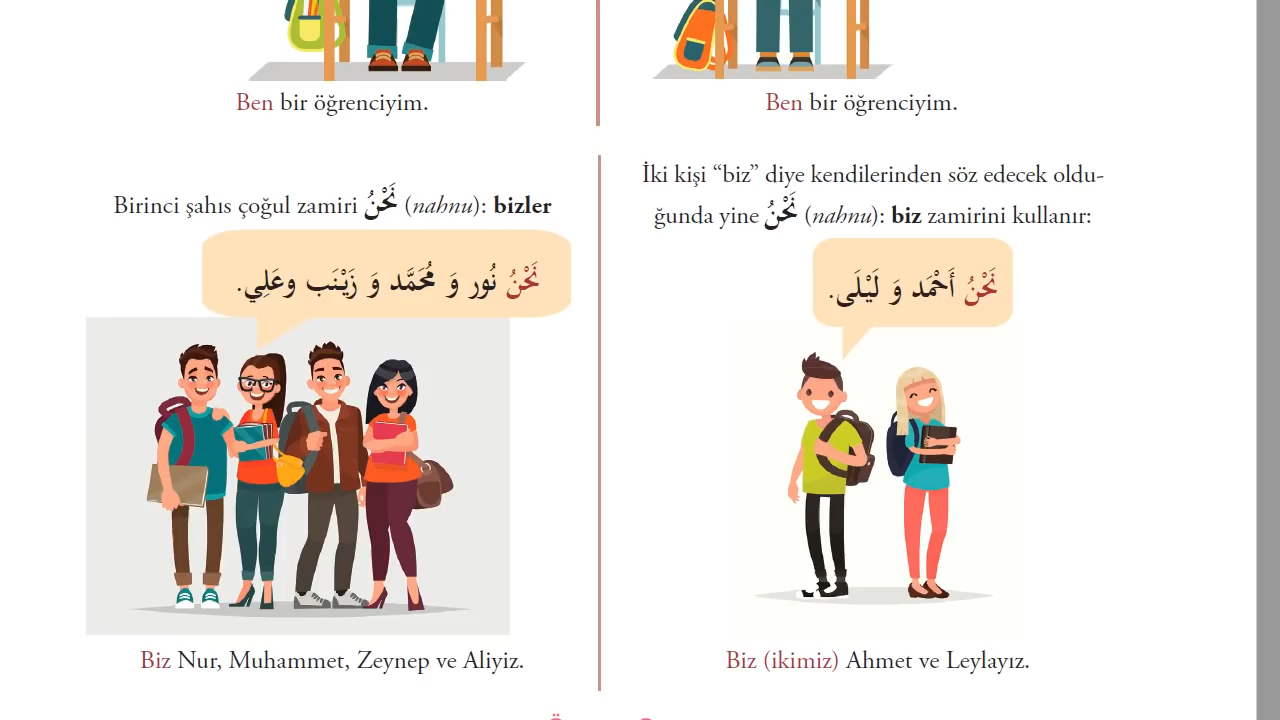 Ben bir öğrenciyim.
Ben bir öğrenciyim.
Birinci şahıs çoğul zamiri نَحْنُ (nahnu): bizler
نَحْنُ نُور وَ مُحَمَّد وَ زَيْنَب وعَلِي.
Biz Nur, Muhammet, Zeynep ve Aliyiz.
İki kişi “biz” diye kendilerinden söz edecek oldu-
ğunda yine نَحْنُ (nahnu): biz zamirini kullanır:
نَحْنُ أَحْمَد وَ لَيْلَى.
Biz (ikimiz) Ahmet ve Leylayız.